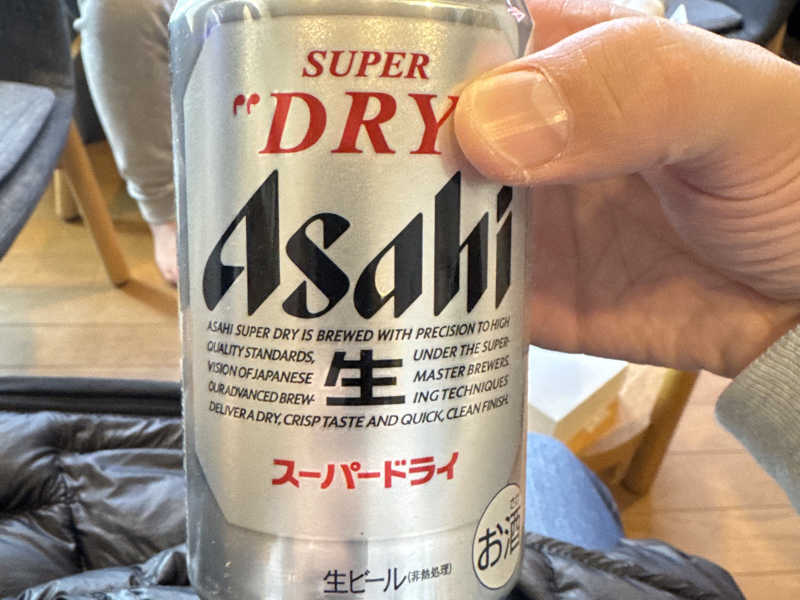 SUPER
"DRY
Asahi
ASAHI SUPER DRY IS BREWED WITH PRECISION TO HIGH
QUALITY STANDARDS, UNDER THE SUPER-
VISION OF JAPANESE MASTER BREWERS.
OUR ADVANCED BREW- ING TECHNIQUES
生
DELIVER A DRY, CRISP TASTE AND QUICK, CLEAN FINISH.
スーパードライ
お酒
生ビール(非熱処理)